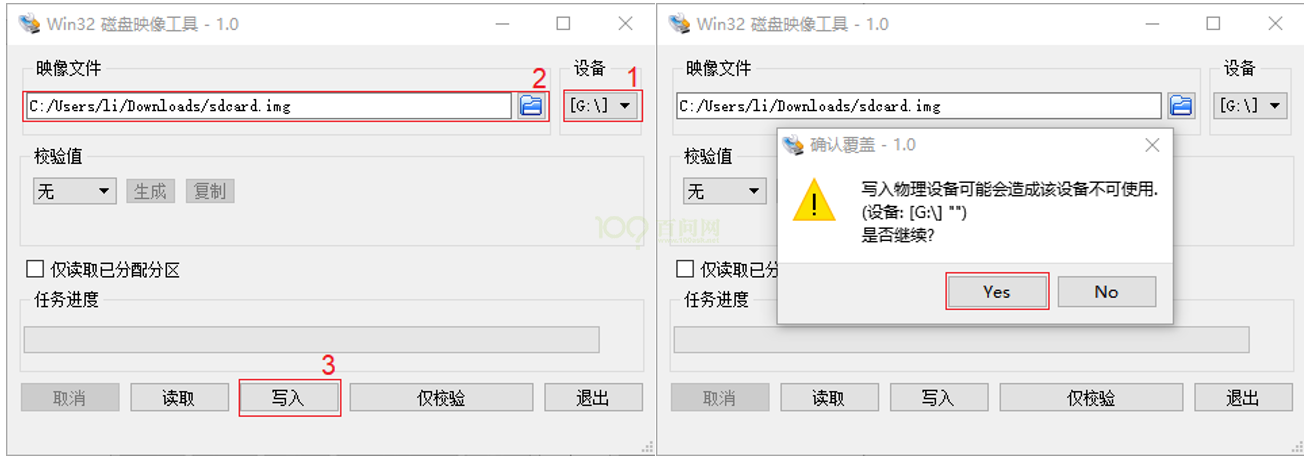 Win32 磁盘映像工具 - 1.0
映像文件
设备
2
1
C:/Users/li/Downloads/sdcard.img
[G:\]
校验值
无
生成
复制
仅读取已分配分区
任务进度
3
取消
读取
写入
仅校验
退出
Win32 磁盘映像工具 - 1.0
映像文件
设备
C:/Users/li/Downloads/sdcard.img
[G:\]
校验值
无
确认覆盖 - 1.0
写入物理设备可能会造成该设备不可使用.
(设备: [G:\] "")
是否继续?
Yes
No
仅读取已分
任务进度
取消
读取
写入
仅校验
退出
百问网